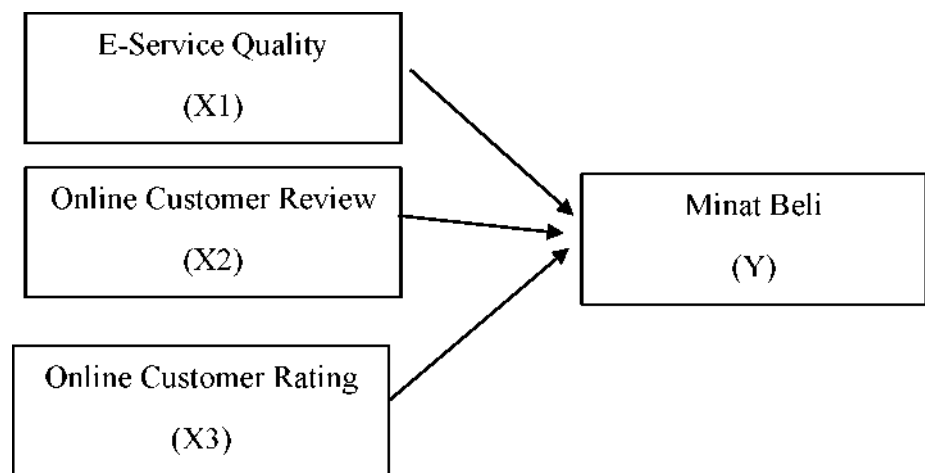 E-Service Quality
(X1)
Online Customer Review
(X2)
Online Customer Rating
(X3)
Minat Beli
(Y)